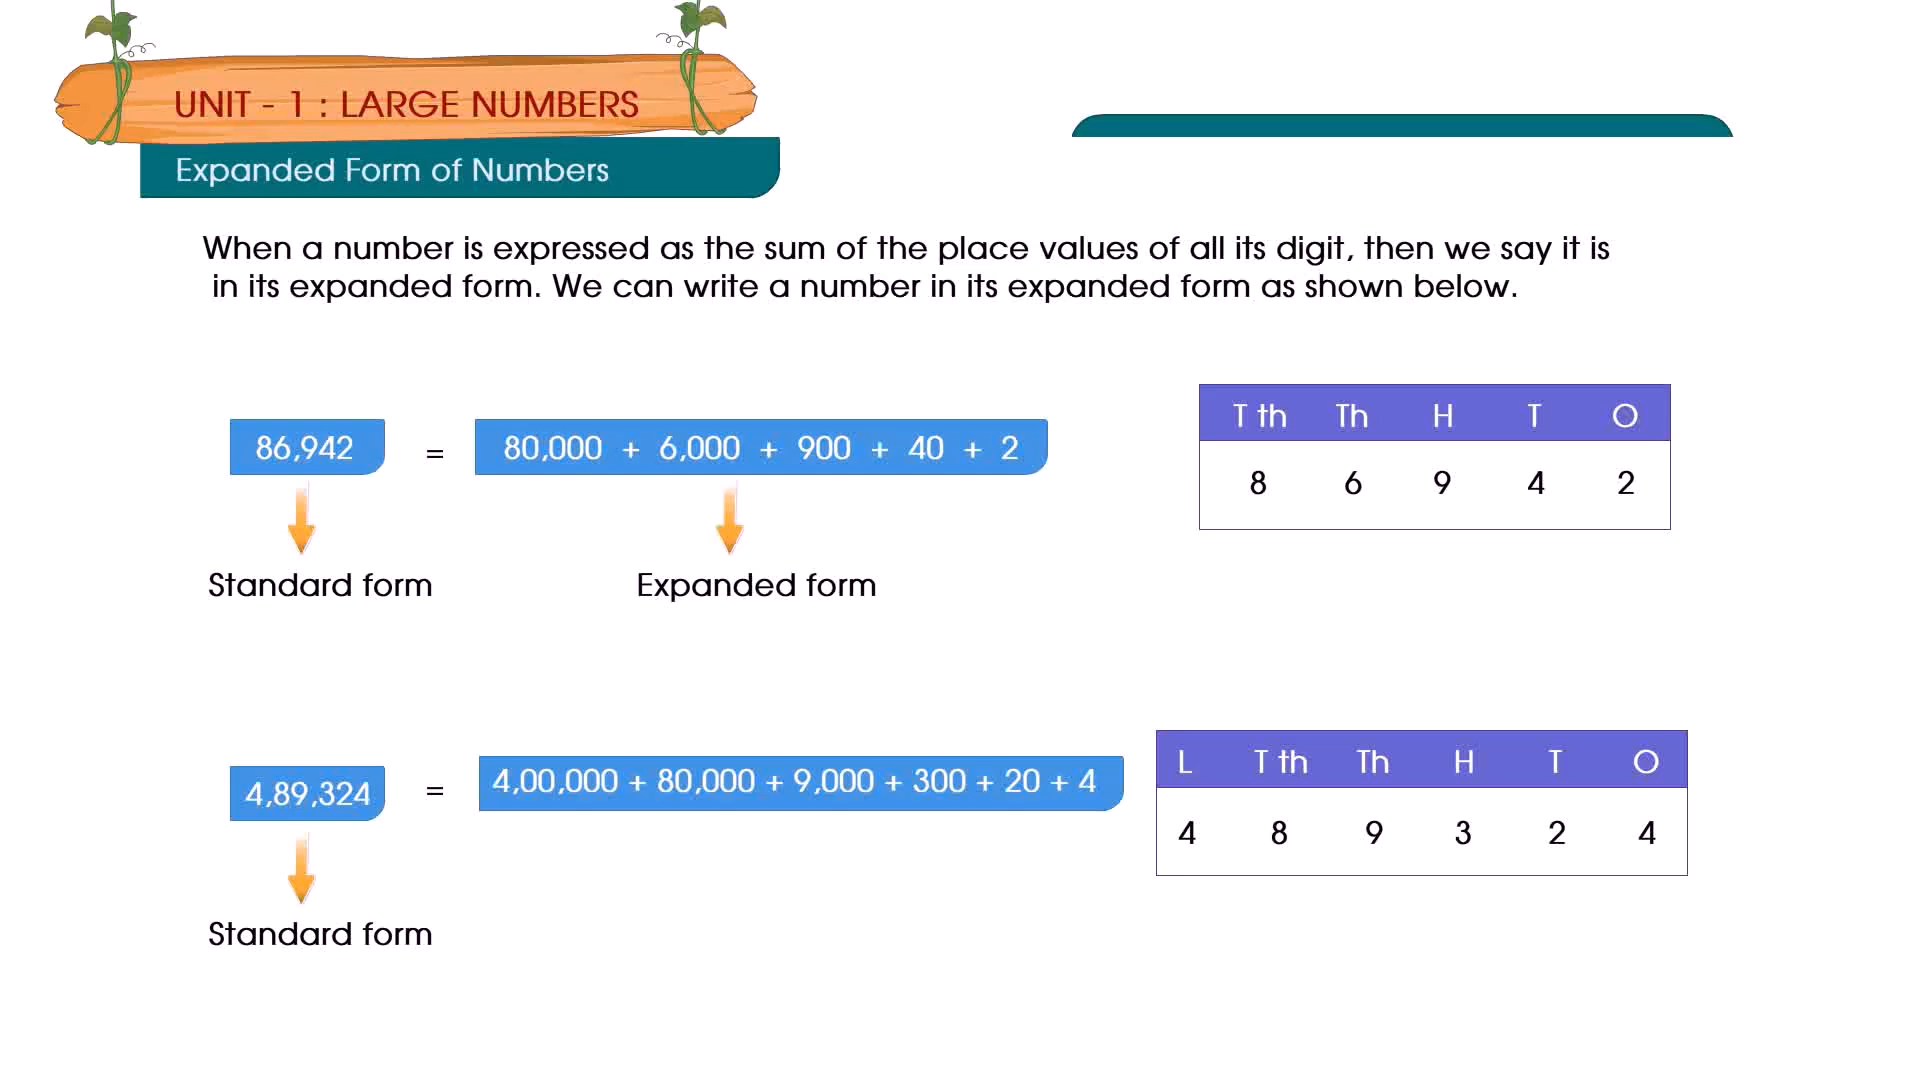 UNIT - 1 : LARGE NUMBERS
Expanded Form of Numbers
When a number is expressed as the sum of the place values of all its digit, then we say it is
in its expanded form. We can write a number in its expanded form as shown below.
86,942 = 80,000 + 6,000 + 900 + 40 + 2
T th Th H T O
8 6 9 4 2
Standard form Expanded form
4,89,324 = 4,00,000 + 80,000 + 9,000 + 300 + 20 + 4
L T th Th H T O
4 8 9 3 2 4
Standard form